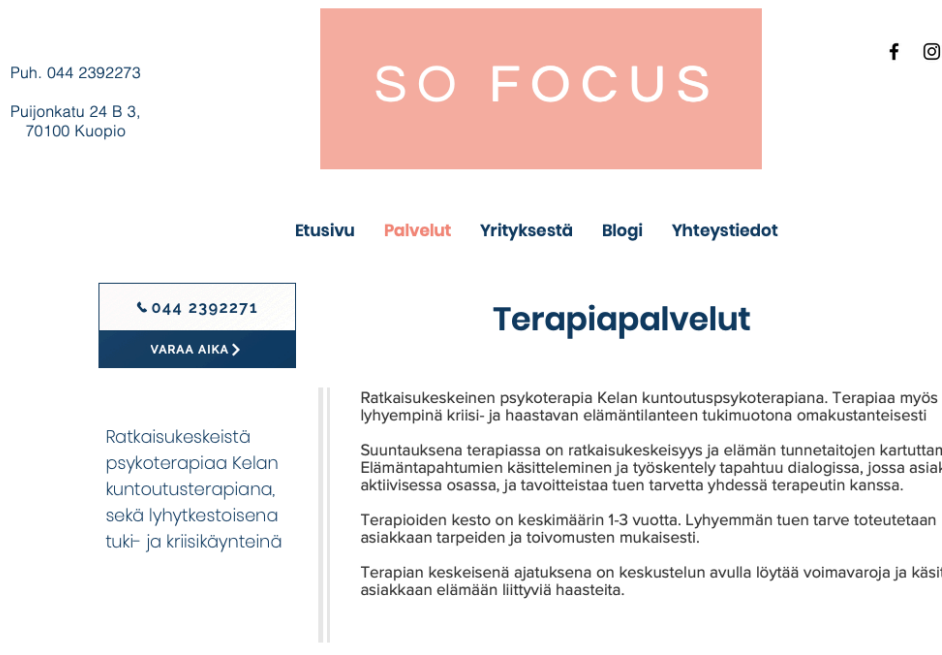 Puh. 044 2392273
Puijonkatu 24 B 3,
70100 Kuopio
SO FOCUS
Etusivu Palvelut Yrityksestä Blogi Yhteystiedot
044 2392271
VARAA AIKA
Terapiapalvelut
Ratkaisukeskeistä
psykoterapiaa Kelan
kuntoutusterapiana,
sekä lyhytkestoisena
tuki- ja kriisikäynteinä
Ratkaisukeskeinen psykoterapia Kelan kuntoutuspsykoterapiana. Terapiaa myös
lyhyempinä kriisi- ja haastavan elämäntilanteen tukimuotona omakustanteisesti
Suuntauksena terapiassa on ratkaisukeskeisyys ja elämän tunnetaitojen
Elämäntapahtumien käsitteleminen ja työskentely tapahtuu dialogissa, jossa
aktiivisessa osassa, ja tavoitteistaa tuen tarvetta yhdessä terapeutin kanssa.
Terapioiden kesto on keskimäärin 1-3 vuotta. Lyhyemmän tuen tarve toteutetaan
asiakkaan tarpeiden ja toivomusten mukaisesti.
Terapian keskeisenä ajatuksena on keskustelun avulla löytää voimavaroja ja
asiakkaan elämään liittyviä haasteita.